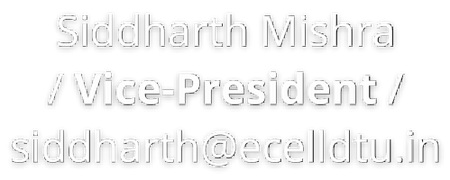 Siddharth Mishra
/ Vice-President /
siddharth@ecelldtu.in